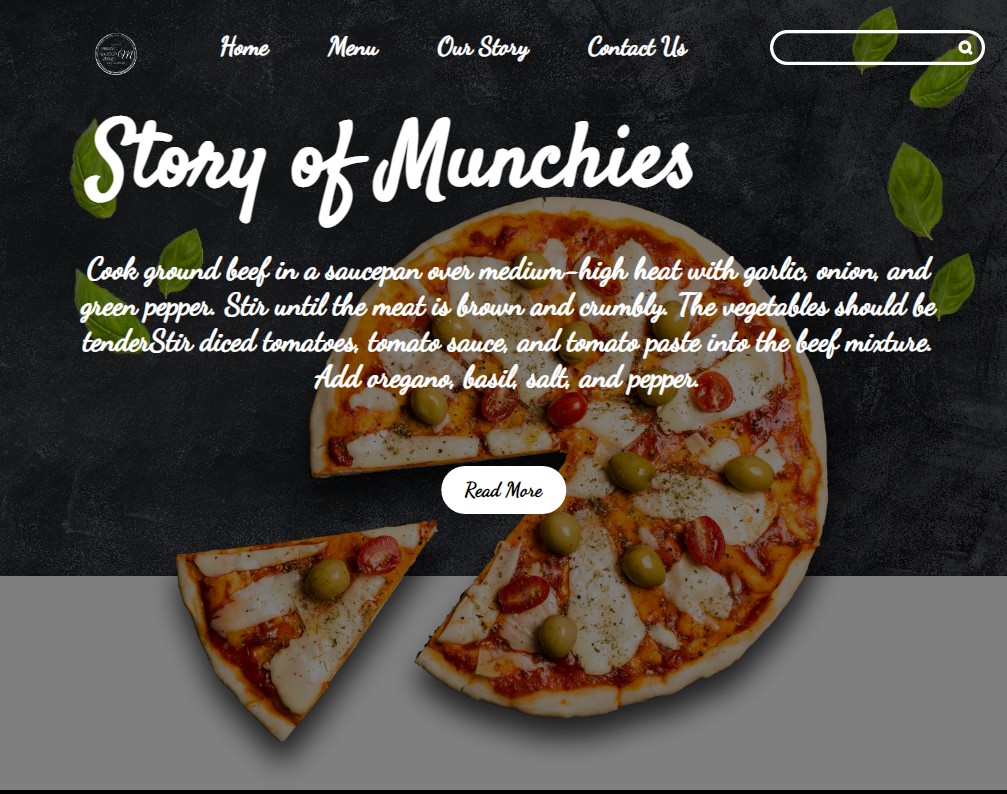 Home Menu Our Story Contact Us
Story of Munchies
Cook ground beef in a saucepan over medium-high heat with garlic, onion, and
green pepper. Stir until the meat is brown and crumbly. The vegetables should be
tenderStir diced tomatoes, tomato sauce, and tomato paste into the beef mixture.
Add oregano, basil, salt, and pepper.
Read More